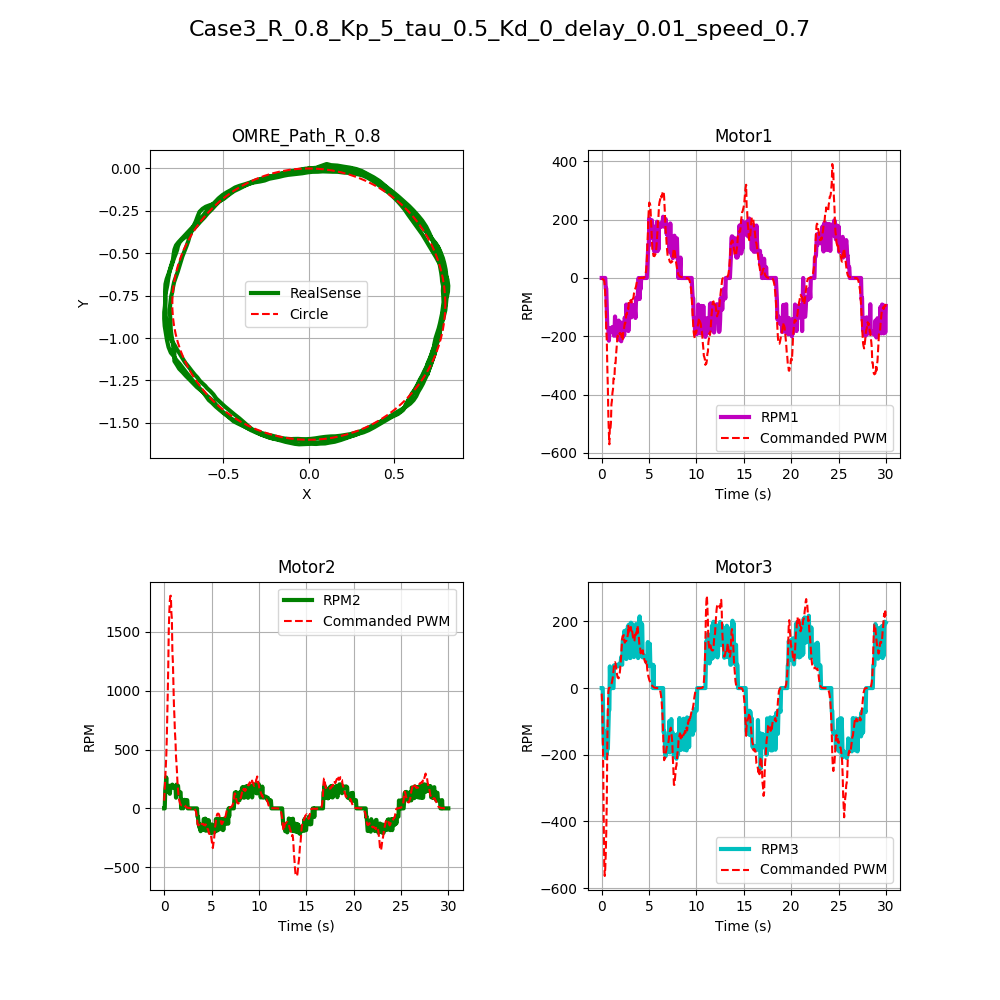 Case3_R_0.8_Kp_5_tau_0.5_Kd_0_delay_0.01_speed_0.7
OMRE_Path_R_0.8
0.00
−0.25
−0.50
−0.75
−1.00
−1.25
−1.50
Y
RealSense
Circle
−0.5
0.0
0.5
X
Motor1
400
200
0
−200
−400
−600
RPM
RPM1
Commanded PWM
0
5
10
15
20
25
30
Time (s)
Motor2
1500
1000
500
0
−500
RPM
RPM2
Commanded PWM
0
5
10
15
20
25
30
Time (s)
Motor3
200
0
−200
−400
−600
RPM
RPM3
Commanded PWM
0
5
10
15
20
25
30
Time (s)